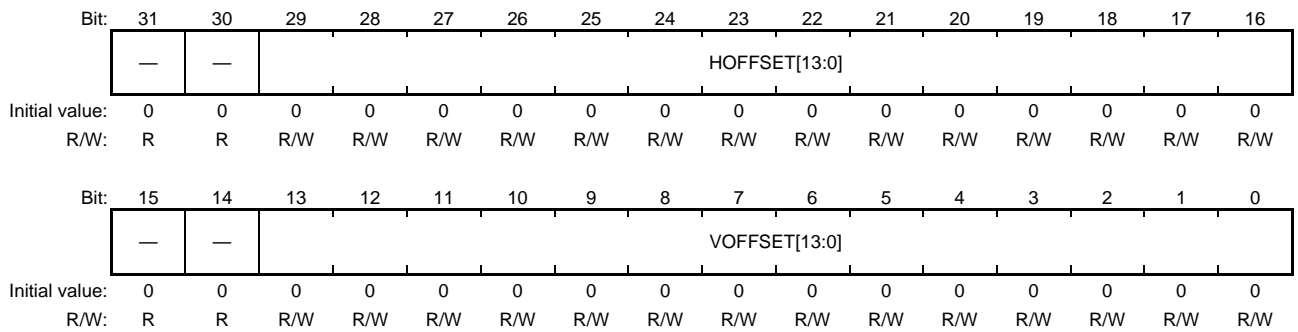 Bit: 31 30 29 28 27 26 25 24 23 22 21 20 19 18 17 16
— — HOFFSET[13:0]
Initial value: 0 0 0 0 0 0 0 0 0 0 0 0 0 0 0 0
R/W: R R R/W R/W R/W R/W R/W R/W R/W R/W R/W R/W R/W R/W R/W R/W
Bit: 15 14 13 12 11 10 9 8 7 6 5 4 3 2 1 0
— — VOFFSET[13:0]
Initial value: 0 0 0 0 0 0 0 0 0 0 0 0 0 0 0 0
R/W: R R R/W R/W R/W R/W R/W R/W R/W R/W R/W R/W R/W R/W R/W R/W